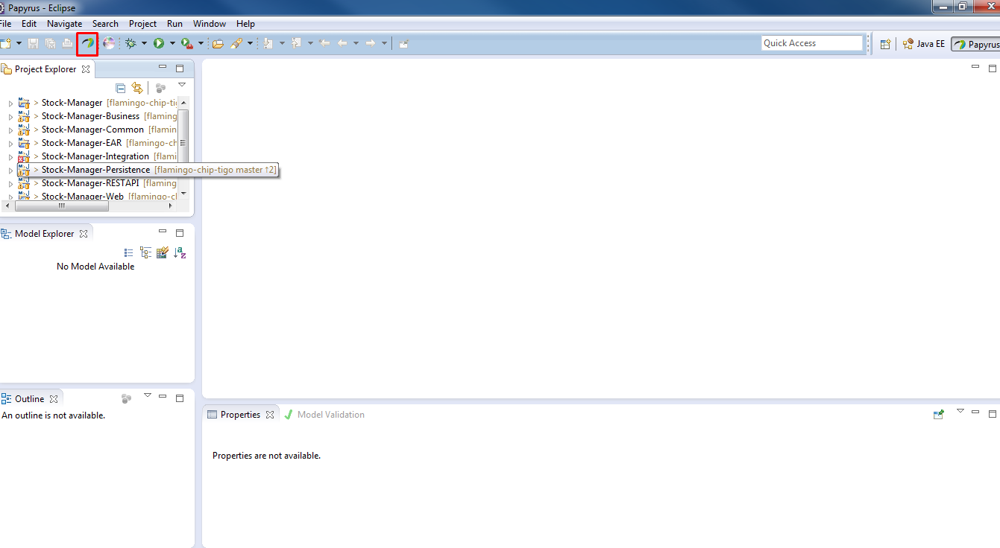 Papyrus - Eclipse
File Edit Navigate Search Project Run Window Help
Quick Access
Java EE
Papyrus
Project Explorer
> Stock-Manager [flamingo-chip-ti
> Stock-Manager-Business [flaming
> Stock-Manager-Common [flamin
> Stock-Manager-EAR [flamingo-ch
> Stock-Manager-Integration [flami
> Stock-Manager-Persistence [flamingo-chip-tigo master ↑2]
> Stock-Manager-RESTAPI [flaming
> Stock-Manager-Web [flamingo-cl
Model Explorer
No Model Available
Outline
An outline is not available.
Properties
Model Validation
Properties are not available.